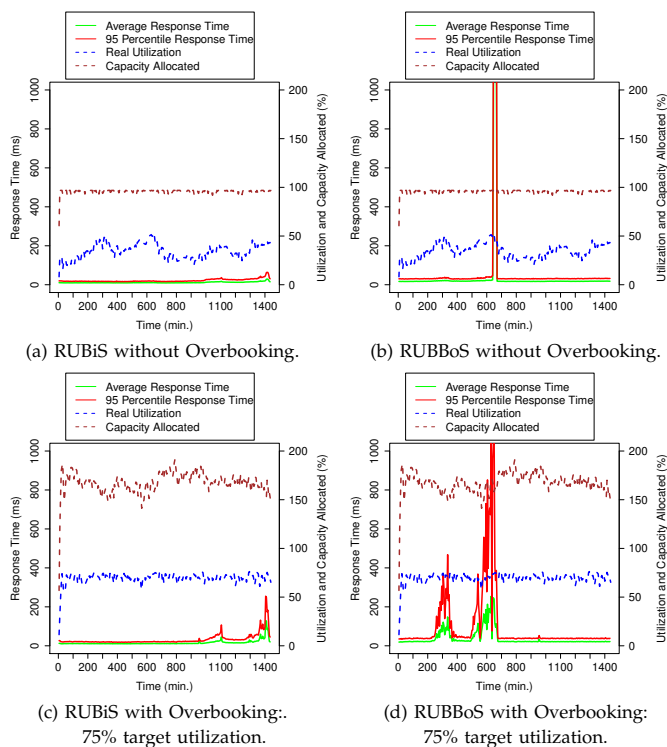 Average Response Time
95 Percentile Response Time
Real Utilization
Capacity Allocated
1000
800
600
400
200
0
Response Time (ms)
200
150
100
50
0
Utilization and Capacity Allocated (%)
0 200 400 600 800 1100 1400
Time (min.)
(a) RUBiS without Overbooking.
Average Response Time
95 Percentile Response Time
Real Utilization
Capacity Allocated
1000
800
600
400
200
0
Response Time (ms)
200
150
100
50
0
Utilization and Capacity Allocated (%)
0 200 400 600 800 1100 1400
Time (min.)
(b) RUBBoS without Overbooking.
Average Response Time
95 Percentile Response Time
Real Utilization
Capacity Allocated
1000
800
600
400
200
0
Response Time (ms)
200
150
100
50
0
Utilization and Capacity Allocated (%)
0 200 400 600 800 1100 1400
Time (min.)
(c) RUBiS with Overbooking:.
75% target utilization.
Average Response Time
95 Percentile Response Time
Real Utilization
Capacity Allocated
1000
800
600
400
200
0
Response Time (ms)
200
150
100
50
0
Utilization and Capacity Allocated (%)
0 200 400 600 800 1100 1400
Time (min.)
(d) RUBBoS with Overbooking:
75% target utilization.